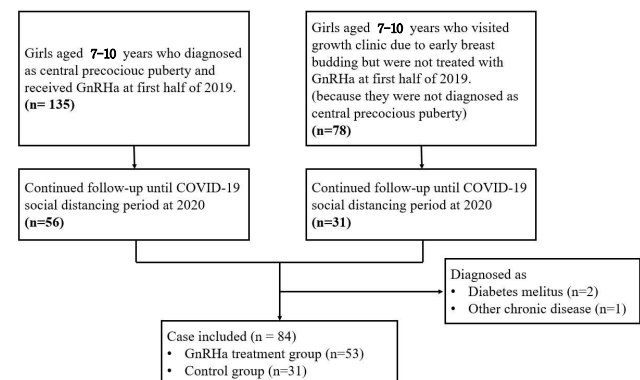 Girls aged 7-10 years who diagnosed
as central precociouc puberty and
received GnRHa at first half of 2019.
(n= 135)
Girls aged 7-10 years who visited
growth clinic due to early breast
budding but were not treated with
GnRHa at first half of 2019.
(because they were not diagnosed as
central precocious puberty)
(n=78)
Continued follow-up until COVID-19
social distancing period at 2020
(n=56)
Continued follow-up until COVID-19
social distancing period at 2020
(n=31)
Diagnosed as
• Diabetes melitus (n=2)
• Other chronic disease (n=1)
Case included (n = 84)
• GnRHa treatment group (n=53)
• Control group (n=31)